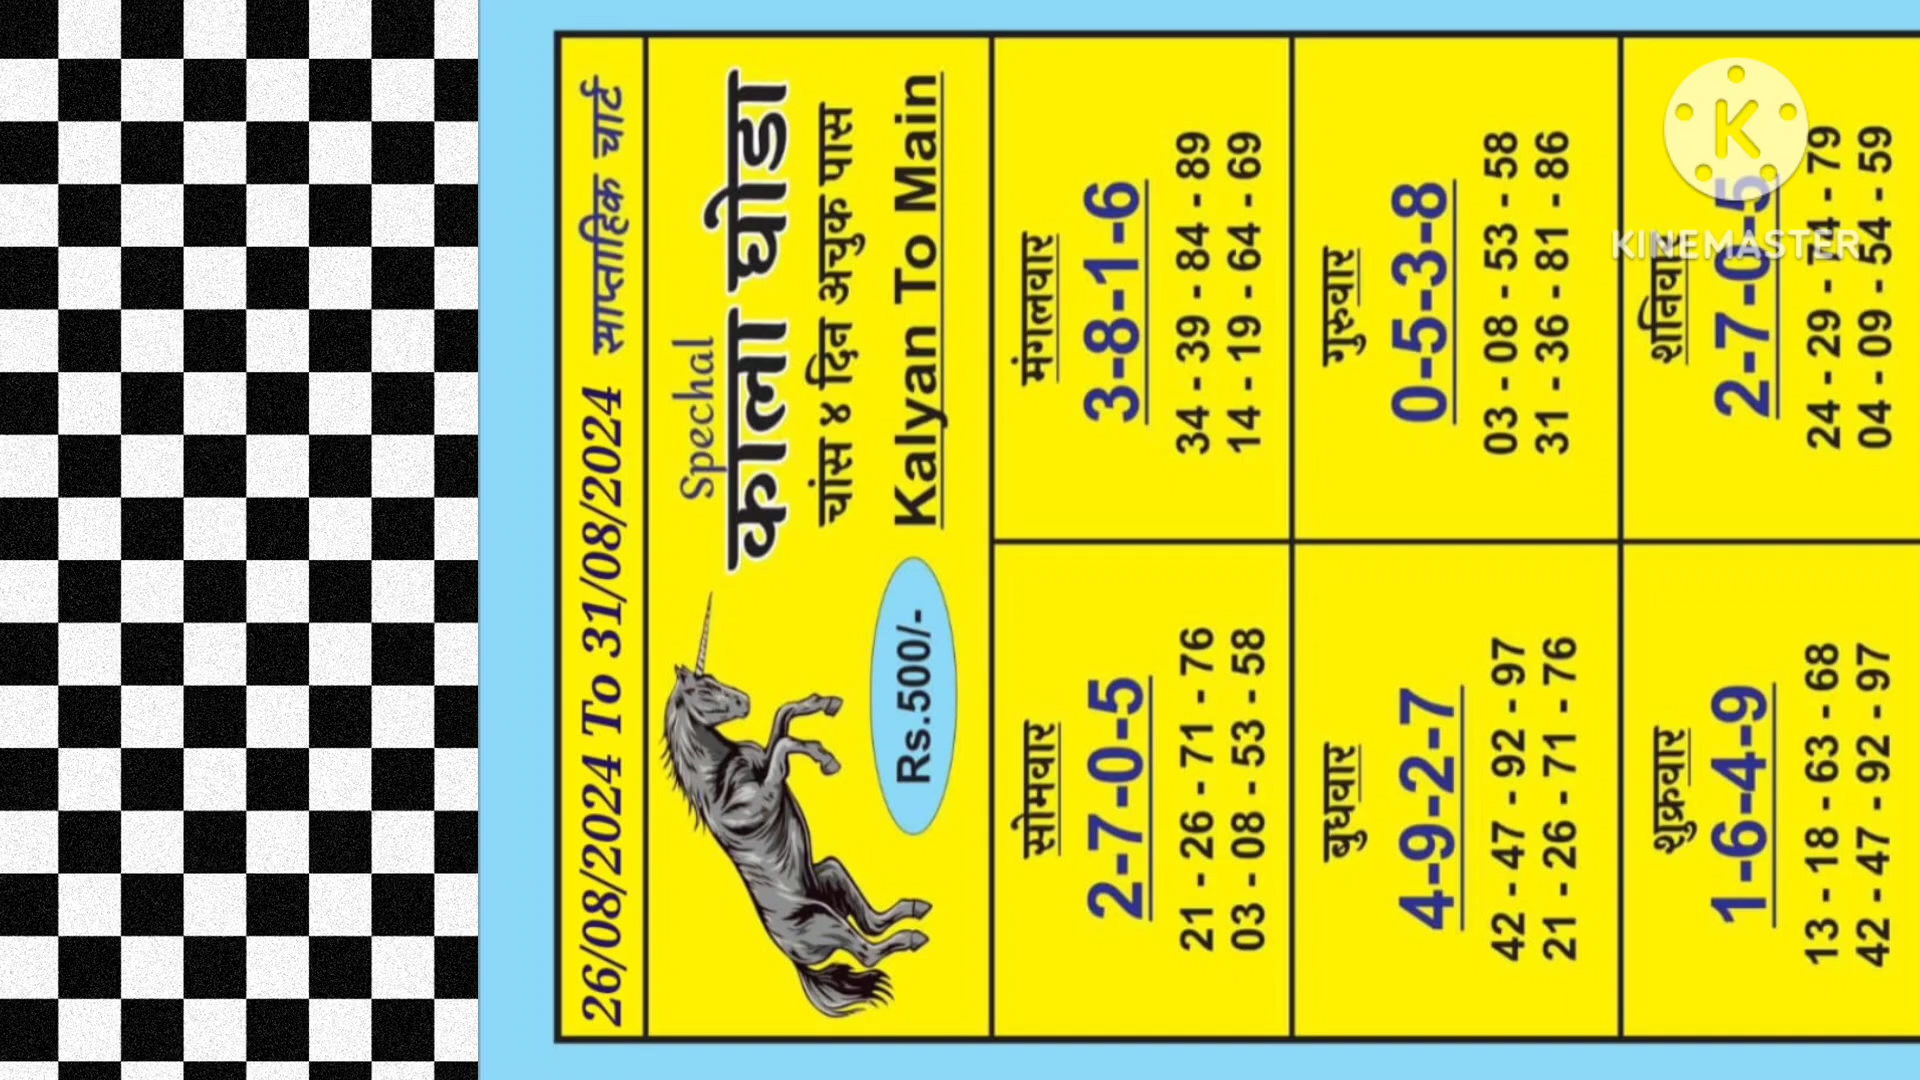 26/08/2024 To 31/08/2024 साप्ताहिक चार्ट
Spechal
काला घोडा
चांस ४ दिन अचुक पास
Rs.500/-
Kalyan To Main
सोमवार
2-7-0-5
21 - 26 - 71 - 76
03 - 08 - 53 - 58
मंगलवार
3-8-1-6
34 - 39 - 84 - 89
14 - 19 - 64 - 69
बुधवार
4-9-2-7
42 - 47 - 92 - 97
21 - 26 - 71 - 76
गुरुवार
0-5-3-8
03 - 08 - 53 - 58
31 - 36 - 81 - 86
शुक्रवार
1-6-4-9
13 - 18 - 63 - 68
42 - 47 - 92 - 97
शनिवार
2-7-0-5
24 - 29 - 74 - 79
04 - 09 - 54 - 59
K
KINEMASTER